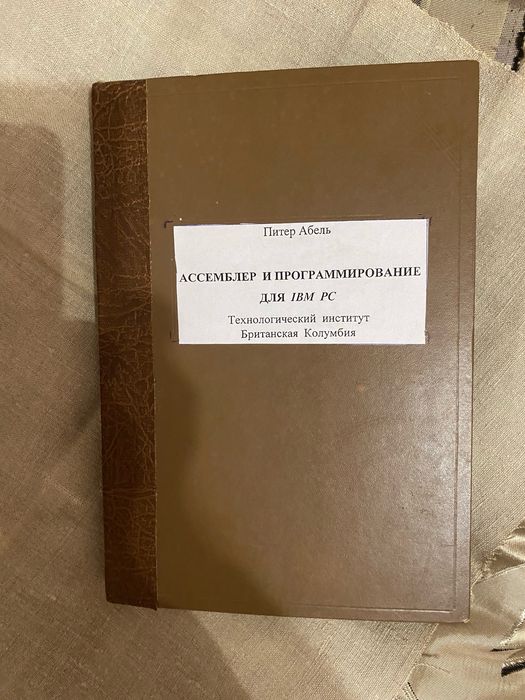 Питер Абель
АССЕМБЛЕР И ПРОГРАММИРОВАНИЕ
ДЛЯ IBM PC
Технологический институт
Британская Колумбия